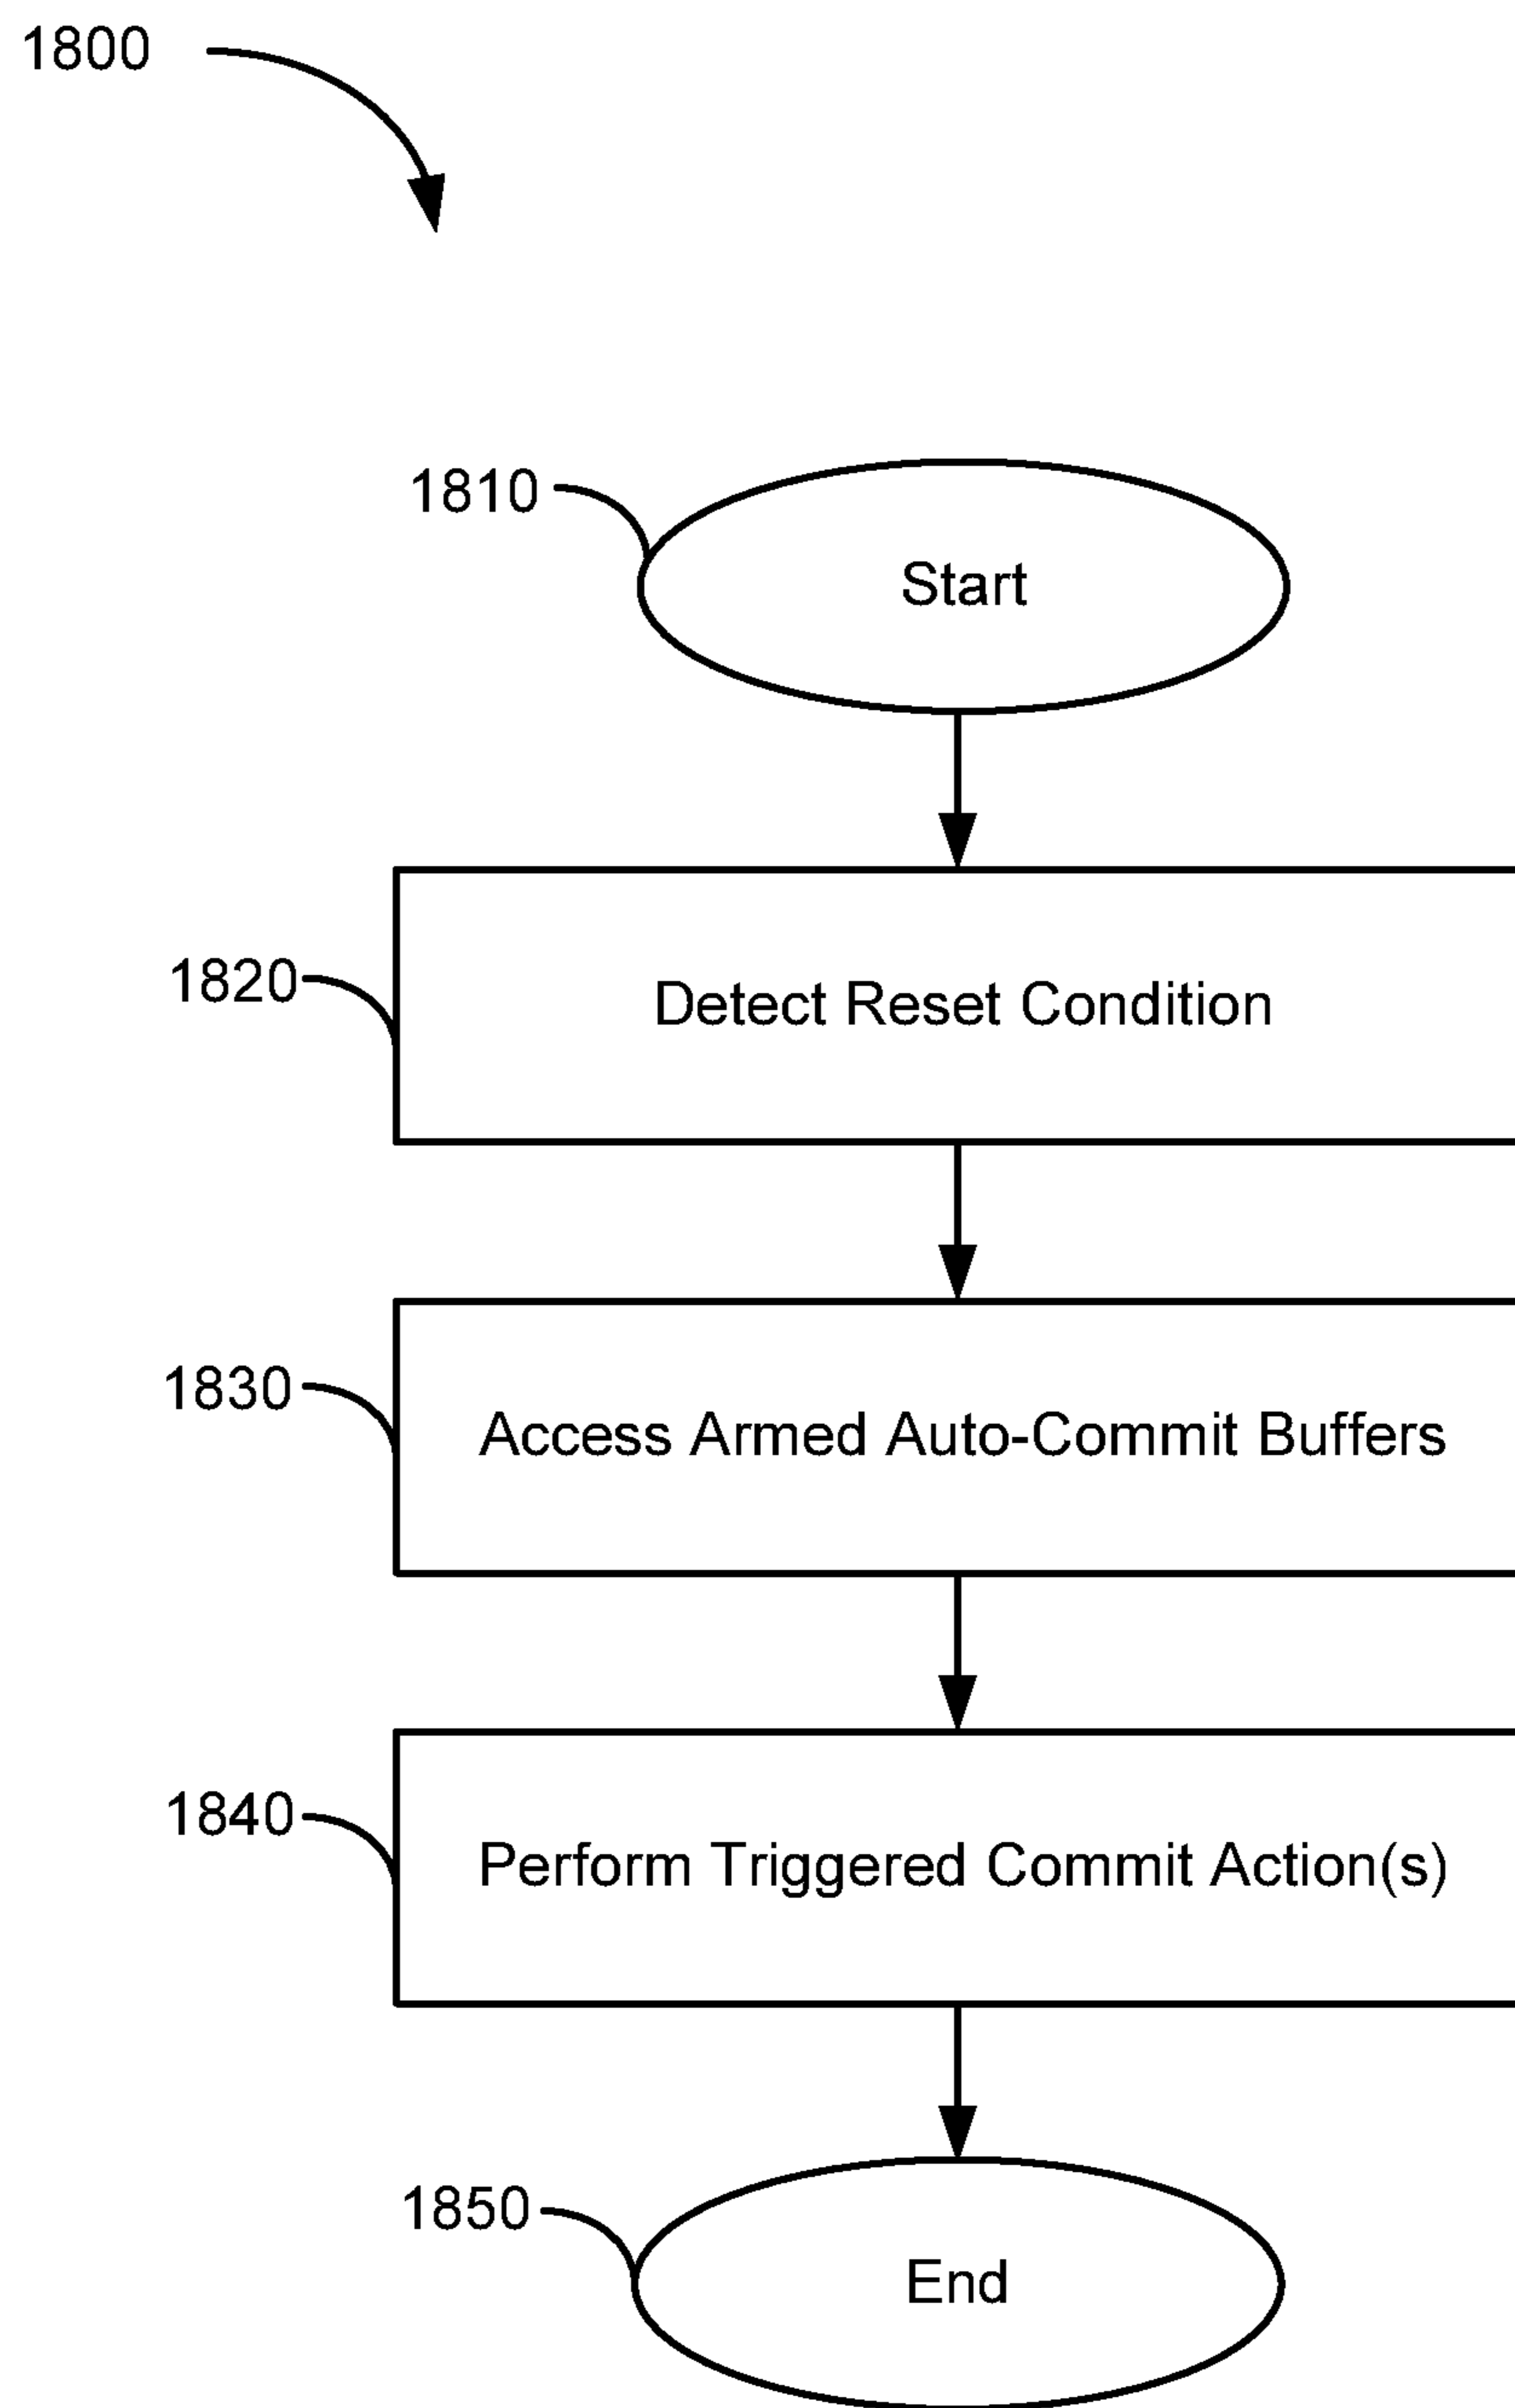 1800
1810
Start
1820
Detect Reset Condition
1830
Access Armed Auto-Commit Buffers
1840
Perform Triggered Commit Action(s)
1850
End